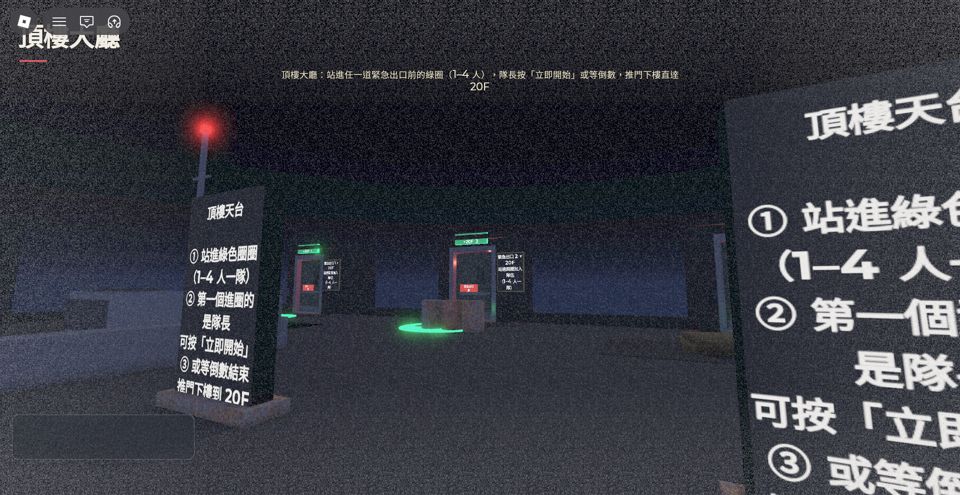 頂樓大廳
頂樓大廳：站進任一道緊急出口前的綠圈（1–4 人），隊長按「立即開始」或等倒數，推門下樓直達
20F
頂樓天台
① 站進綠色圈圈
（1–4 人一隊）
② 第一個進圈的
是隊長
可按「立即開始」
③ 或等倒數結束
推門下樓到 20F
頂樓天
① 站進綠
（1–4 人一
② 第一個
是隊
可按「立
③ 或等